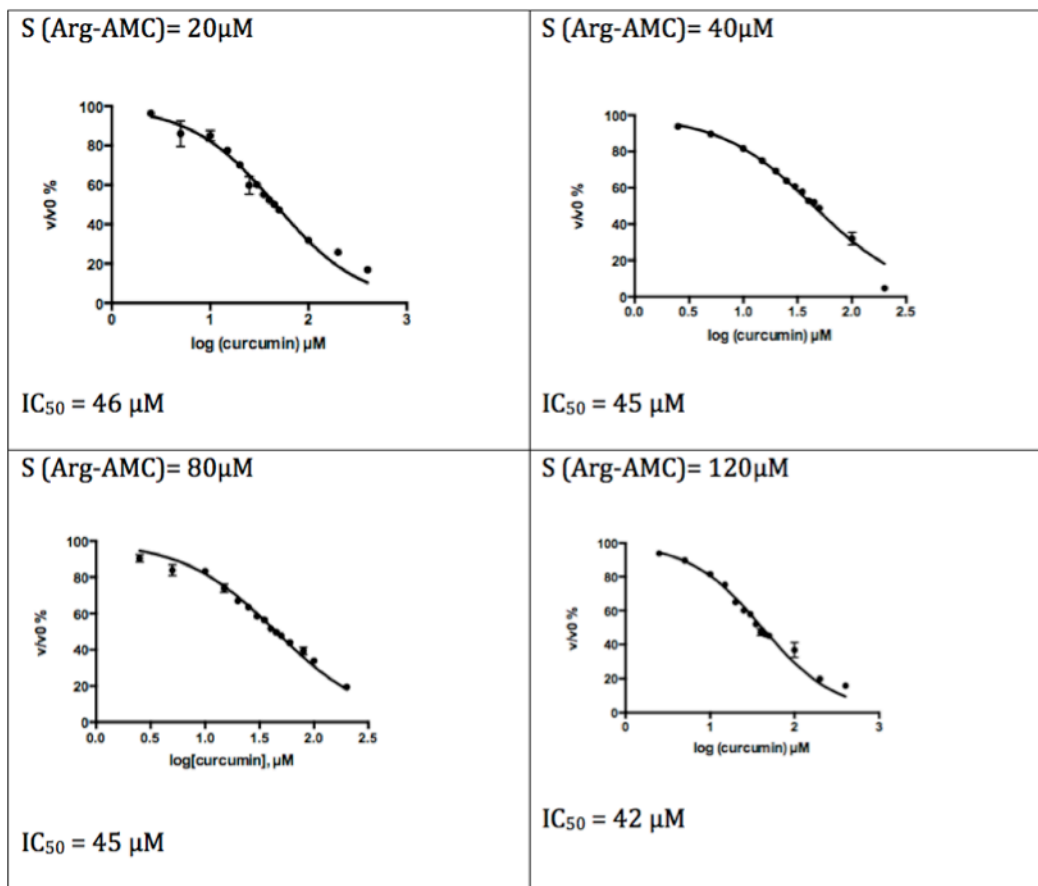 S (Arg-AMC)= 20µM
100
80
60
40
20
0
v/v0 %
0 1 2 3
log (curcumin) µM
IC₅₀ = 46 µM
S (Arg-AMC)= 40µM
100
80
60
40
20
0
v/v0 %
0.0 0.5 1.0 1.5 2.0 2.5
log (curcumin) µM
IC₅₀ = 45 µM
S (Arg-AMC)= 80µM
100
80
60
40
20
0
v/v0 %
0.0 0.5 1.0 1.5 2.0 2.5
log[curcumin], µM
IC₅₀ = 45 µM
S (Arg-AMC)= 120µM
100
80
60
40
20
0
v/v0 %
0 1 2 3
log (curcumin) µM
IC₅₀ = 42 µM